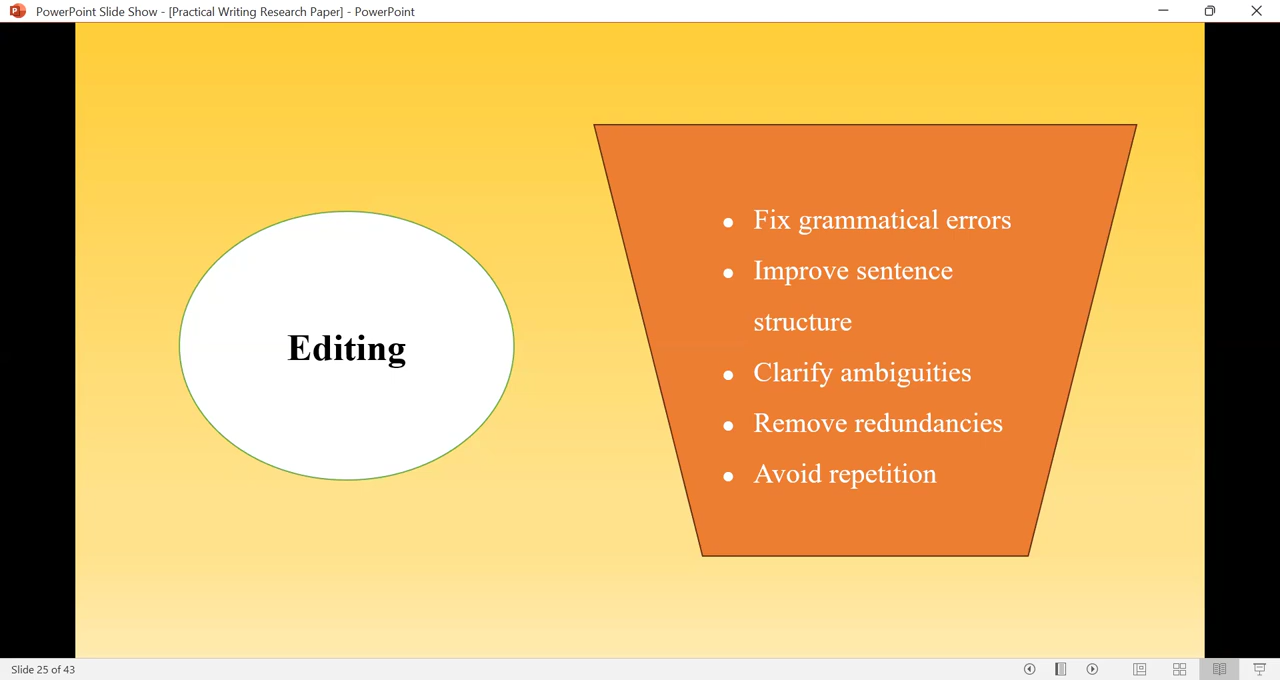 PowerPoint Slide Show - [Practical Writing Research Paper] - PowerPoint
Editing
• Fix grammatical errors
• Improve sentence
structure
• Clarify ambiguities
• Remove redundancies
• Avoid repetition
Slide 25 of 43